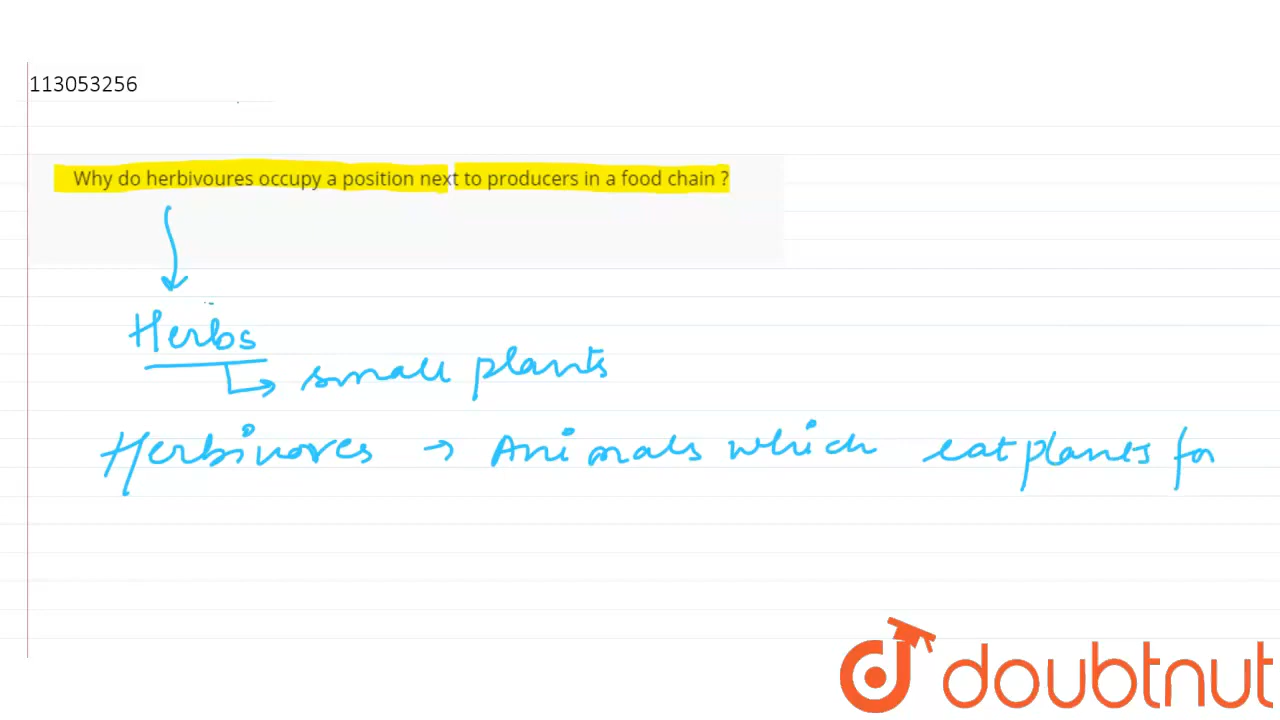 113053256
Why do herbivoures occupy a position next to producers in a food chain ?
Herbs
small plants
Herbivores → Animals which eat plants for
doubtnut